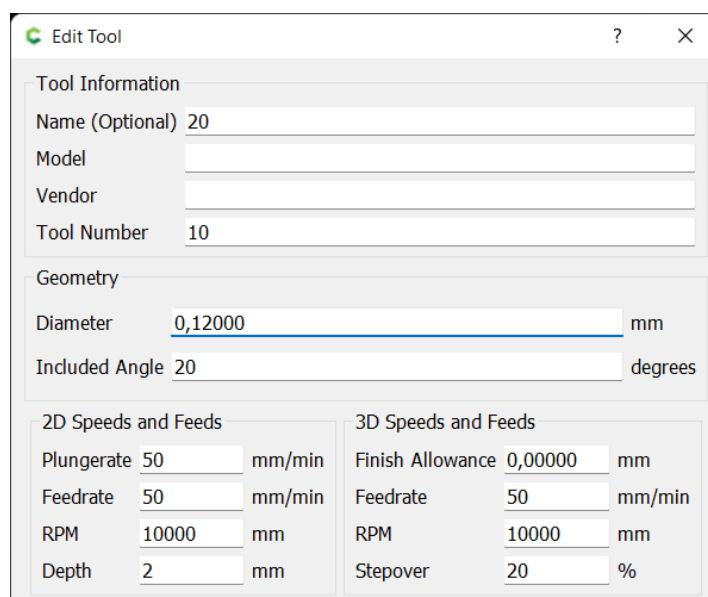 Edit Tool ? ×
Tool Information
Name (Optional) 20
Model
Vendor
Tool Number 10
Geometry
Diameter 0,12000 mm
Included Angle 20 degrees
2D Speeds and Feeds
Plungerate 50 mm/min
Feedrate 50 mm/min
RPM 10000 mm
Depth 2 mm
3D Speeds and Feeds
Finish Allowance 0,00000 mm
Feedrate 50 mm/min
RPM 10000 mm
Stepover 20 %